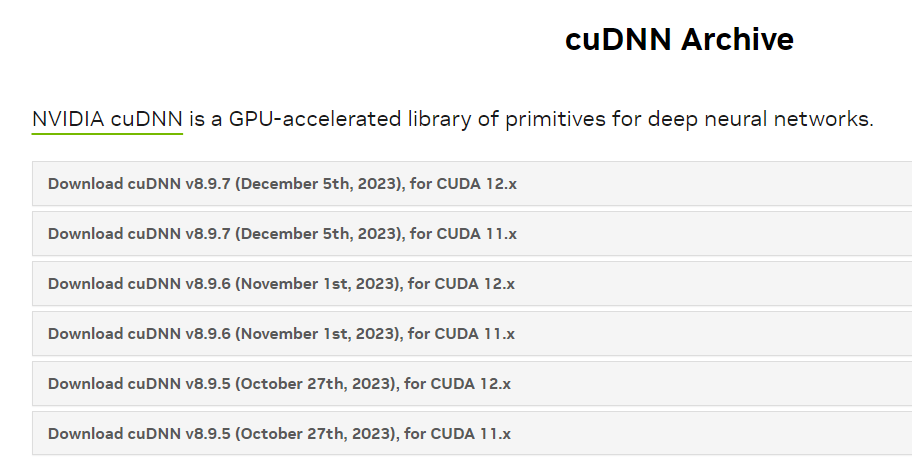 cuDNN Archive
NVIDIA cuDNN is a GPU-accelerated library of primitives for deep neural networks.
Download cuDNN v8.9.7 (December 5th, 2023), for CUDA 12.x
Download cuDNN v8.9.7 (December 5th, 2023), for CUDA 11.x
Download cuDNN v8.9.6 (November 1st, 2023), for CUDA 12.x
Download cuDNN v8.9.6 (November 1st, 2023), for CUDA 11.x
Download cuDNN v8.9.5 (October 27th, 2023), for CUDA 12.x
Download cuDNN v8.9.5 (October 27th, 2023), for CUDA 11.x